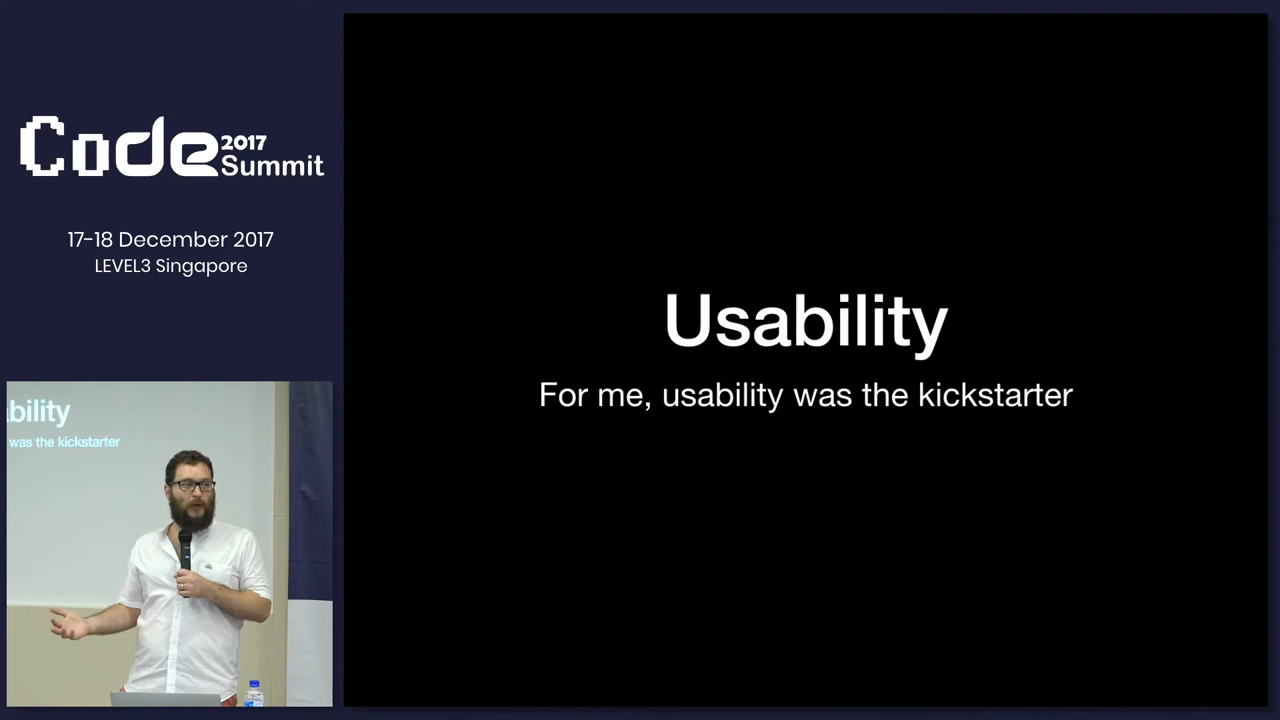 Code 2017 Summit
17-18 December 2017
LEVEL3 Singapore
Usability
For me, usability was the kickstarter
bility
was the kickstarter